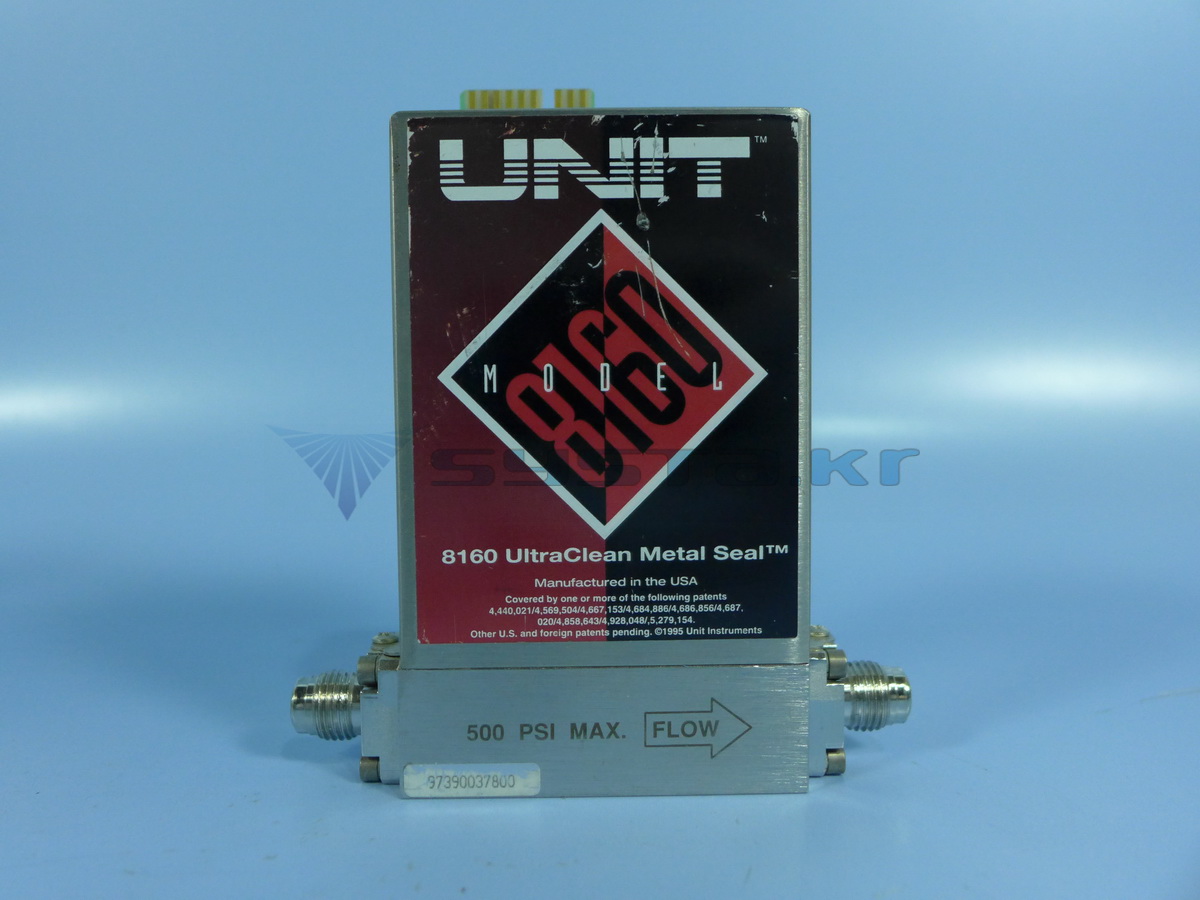 UNIT™
8160
MODEL
systa.kr
8160 UltraClean Metal Seal™
Manufactured in the USA
Covered by one or more of the following patents
4,440,021/4,569,504/4,667,153/4,684,886/4,686,856/4,687,
020/4,858,643/4,928,048/,5,279,154.
Other U.S. and foreign patents pending. ©1995 Unit Instruments
500 PSI MAX. FLOW
97390037800